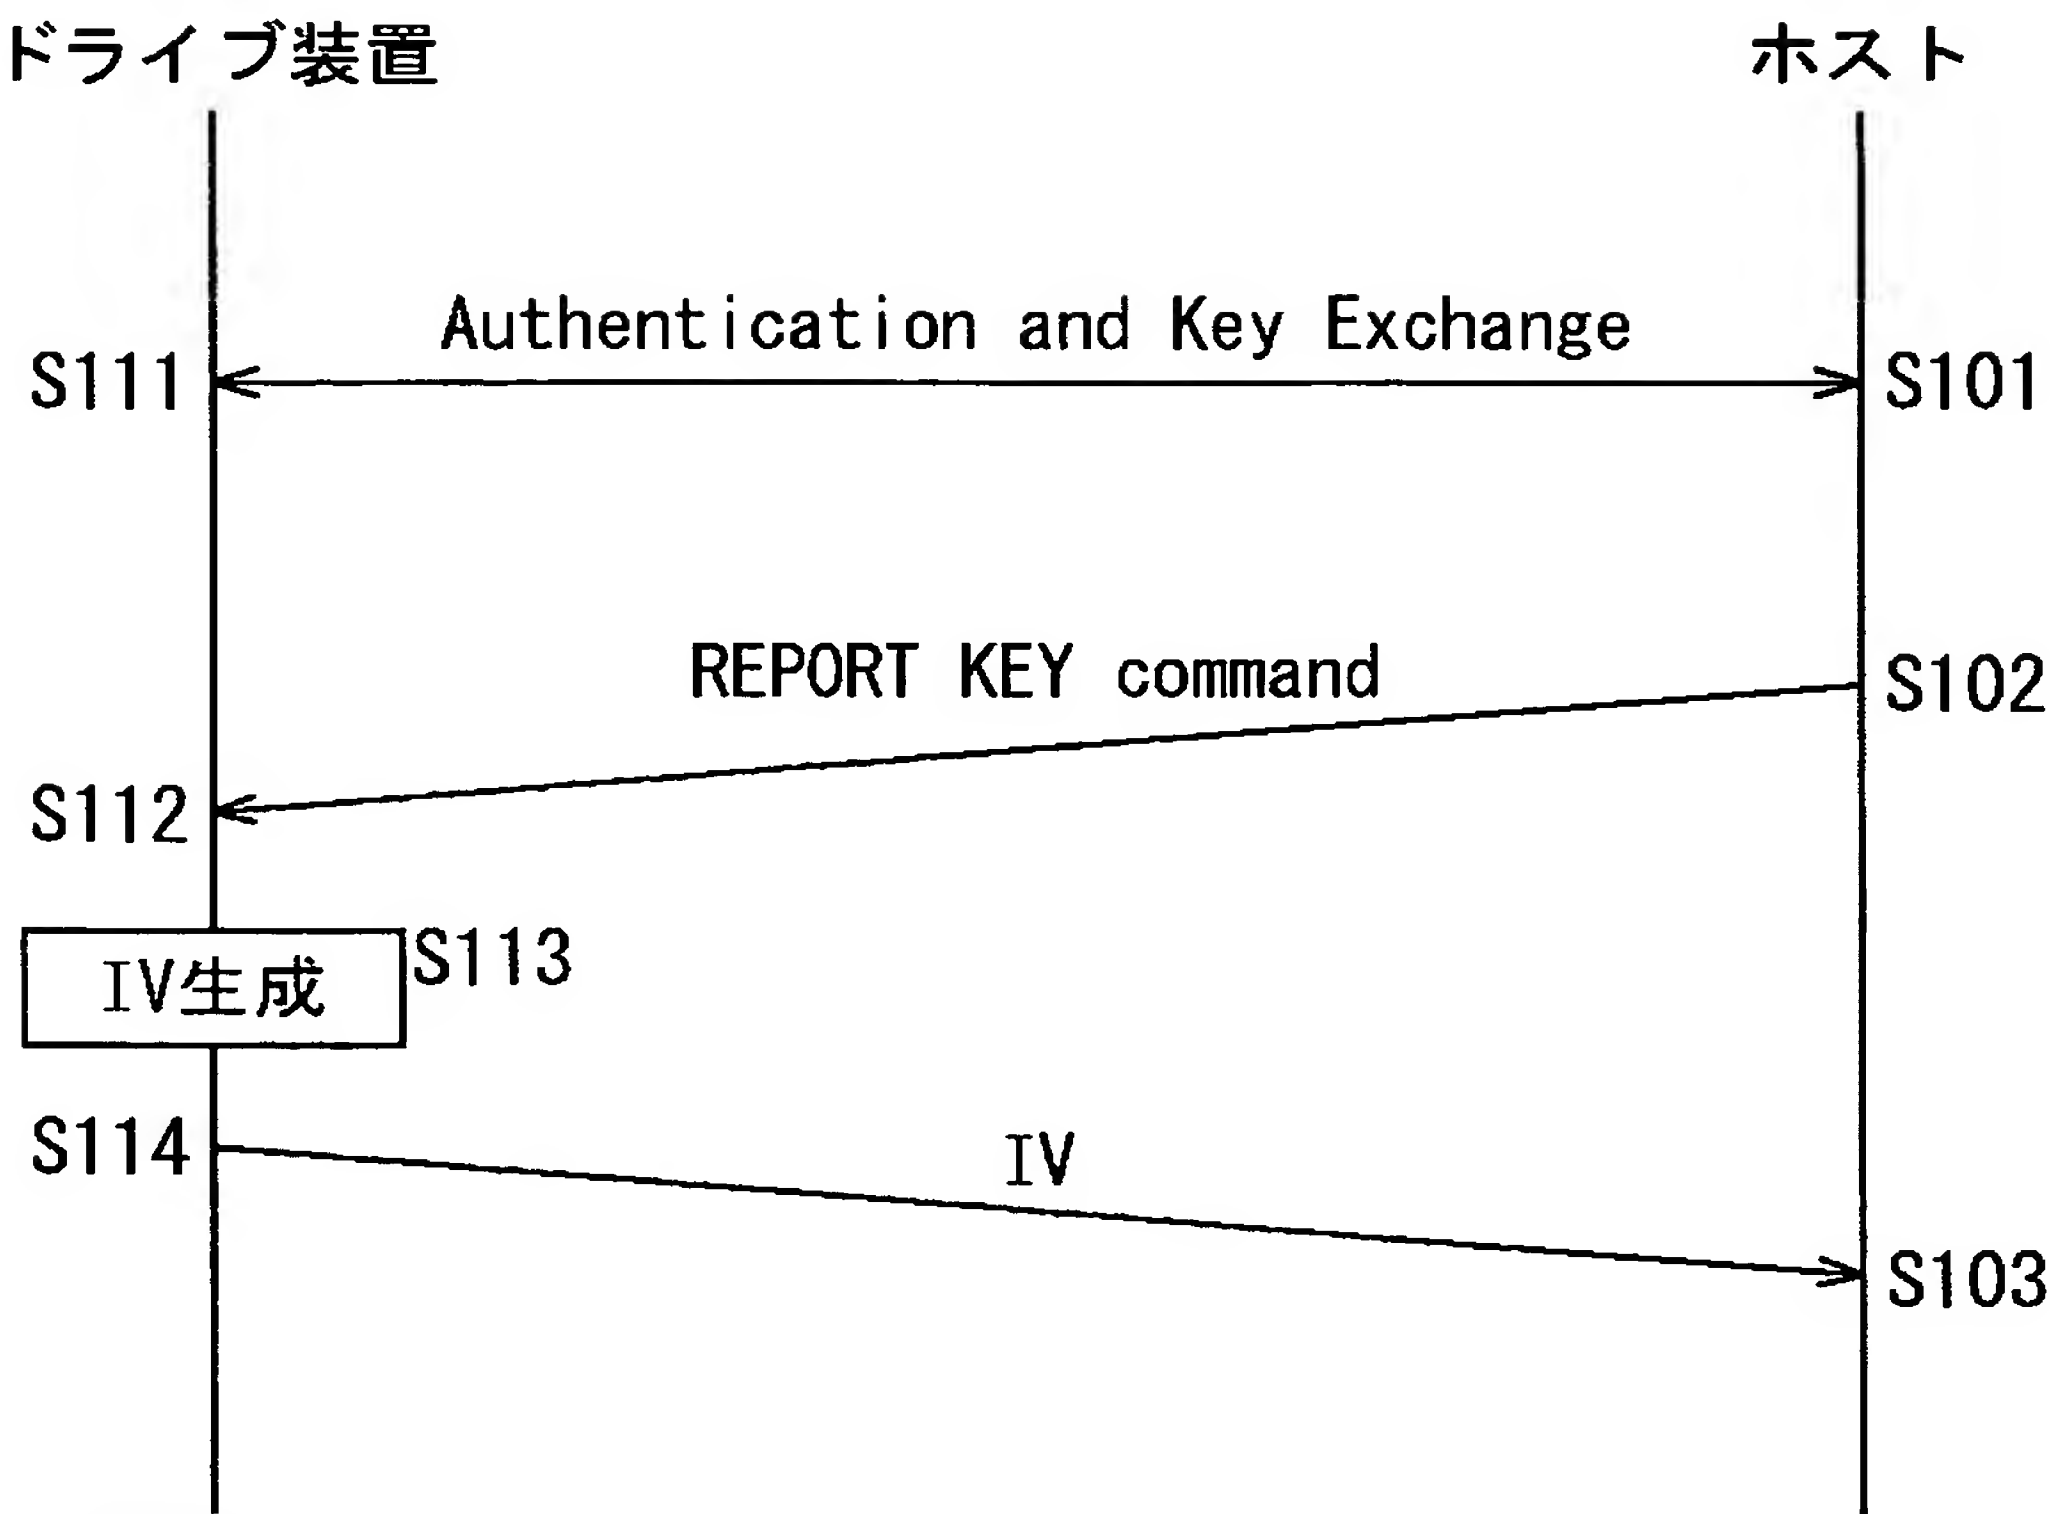 ドライブ装置
ホスト
Authentication and Key Exchange
S111
S101
REPORT KEY command
S102
S112
IV生成
S113
S114
IV
S103